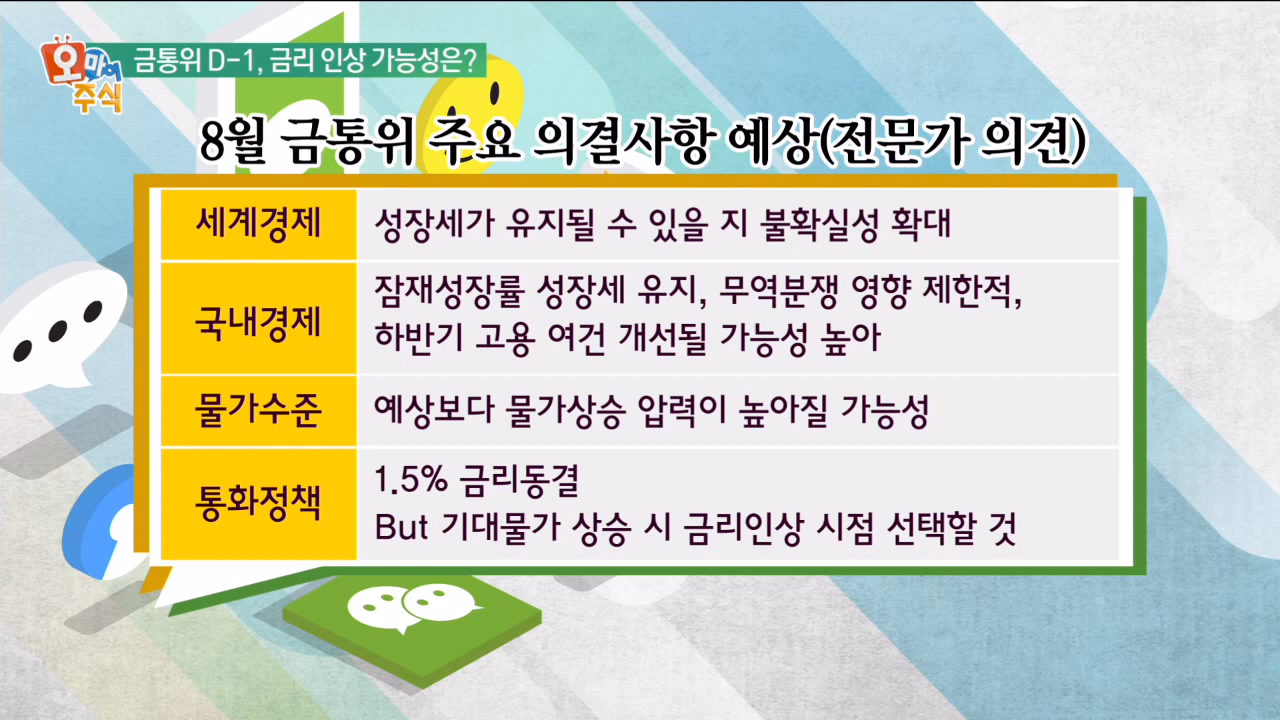 오마이
주식
금통위 D-1, 금리 인상 가능성은?
8월 금통위 주요 의결사항 예상(전문가 의견)
세계경제
성장세가 유지될 수 있을 지 불확실성 확대
국내경제
잠재성장률 성장세 유지, 무역분쟁 영향 제한적,
하반기 고용 여건 개선될 가능성 높아
물가수준
예상보다 물가상승 압력이 높아질 가능성
통화정책
1.5% 금리동결
But 기대물가 상승 시 금리인상 시점 선택할 것